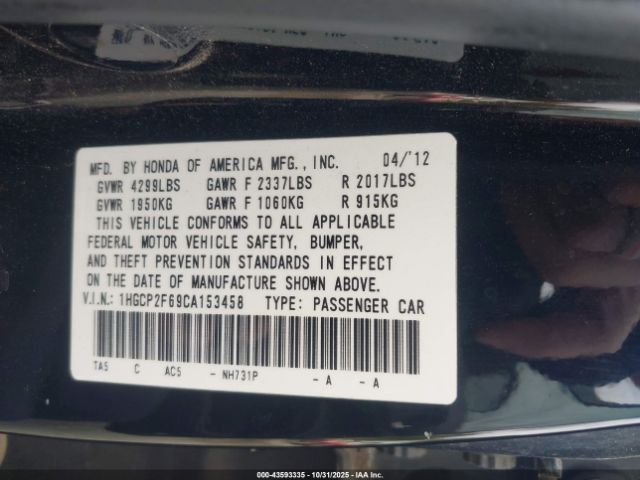 MFD. BY HONDA OF AMERICA MFG., INC. 04/'12
GVWR 4299LBS GAWR F 2337LBS R 2017LBS
GVWR 1950KG GAWR F 1060KG R 915KG
THIS VEHICLE CONFORMS TO ALL APPLICABLE
FEDERAL MOTOR VEHICLE SAFETY, BUMPER,
AND THEFT PREVENTION STANDARDS IN EFFECT
ON THE DATE OF MANUFACTURE SHOWN ABOVE.
V.I.N.: 1HGCP2F69CA153458 TYPE: PASSENGER CAR
TA5 C AC5 - NH731P - A - A
000-43593335 - 10/31/2025 - IAA Inc.